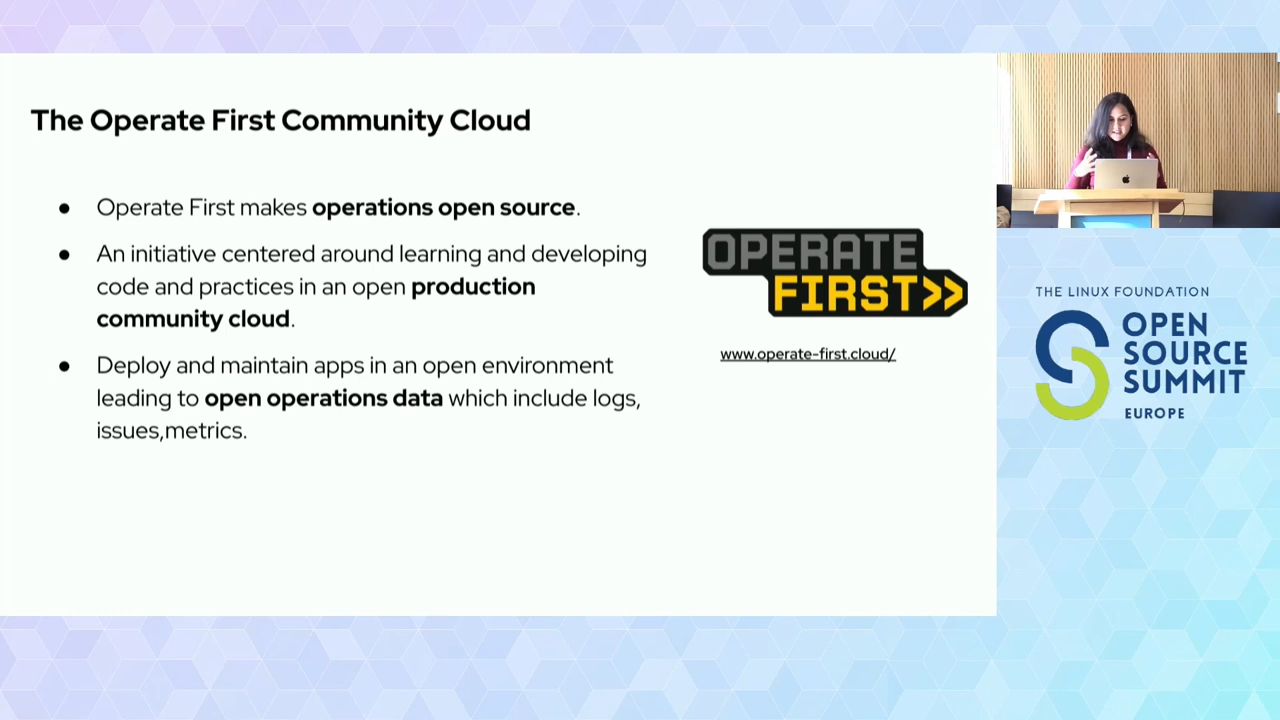 The Operate First Community Cloud
● Operate First makes operations open source.
● An initiative centered around learning and developing
code and practices in an open production
community cloud.
● Deploy and maintain apps in an open environment
leading to open operations data which include logs,
issues,metrics.
OPERATE
FIRST>>
www.operate-first.cloud/
THE LINUX FOUNDATION
OPEN
SOURCE
SUMMIT
EUROPE